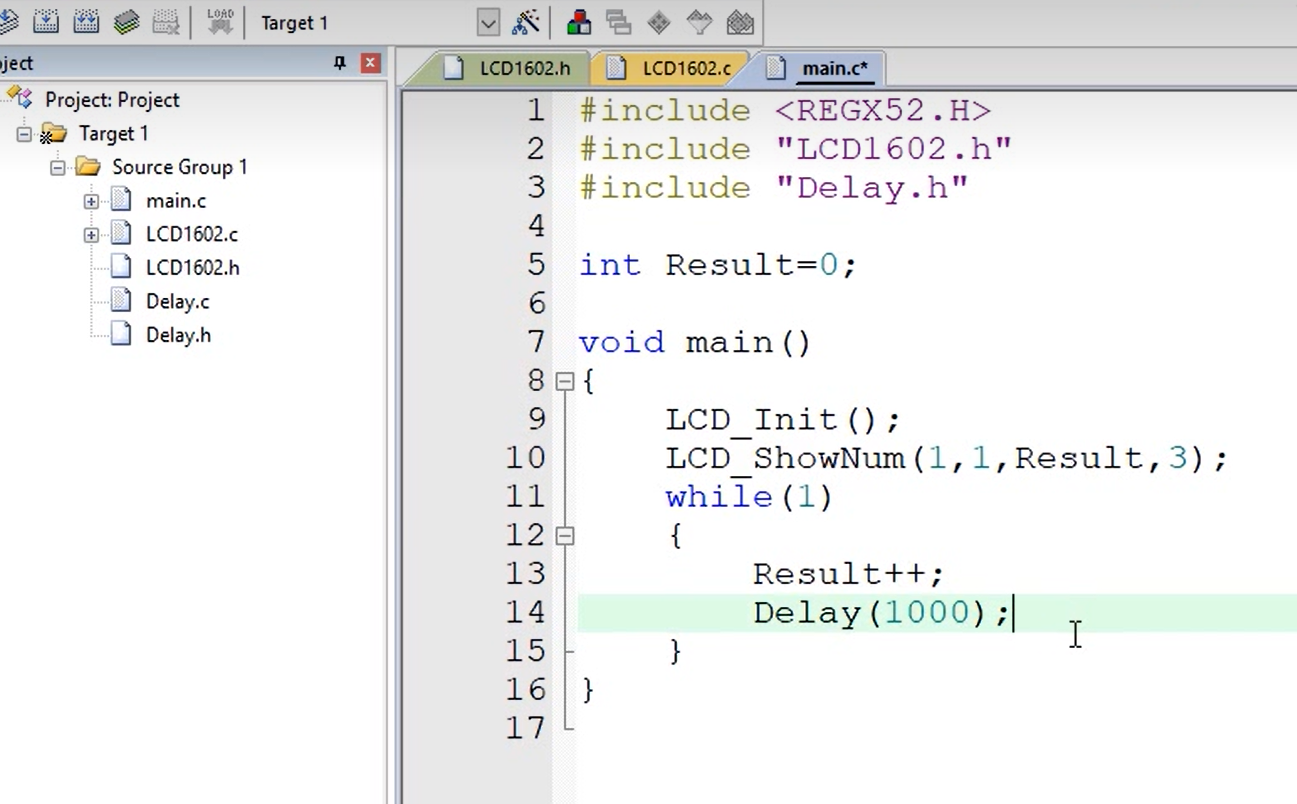 LOAD
Target 1
ject
LCD1602.h
LCD1602.c
main.c*
Project: Project
Target 1
Source Group 1
main.c
LCD1602.c
LCD1602.h
Delay.c
Delay.h
1 #include <REGX52.H>
2 #include "LCD1602.h"
3 #include "Delay.h"
4
5 int Result=0;
6
7 void main()
8 {
9 LCD_Init();
10 LCD_ShowNum(1,1,Result,3);
11 while(1)
12 {
13 Result++;
14 Delay(1000);
15 }
16 }
17